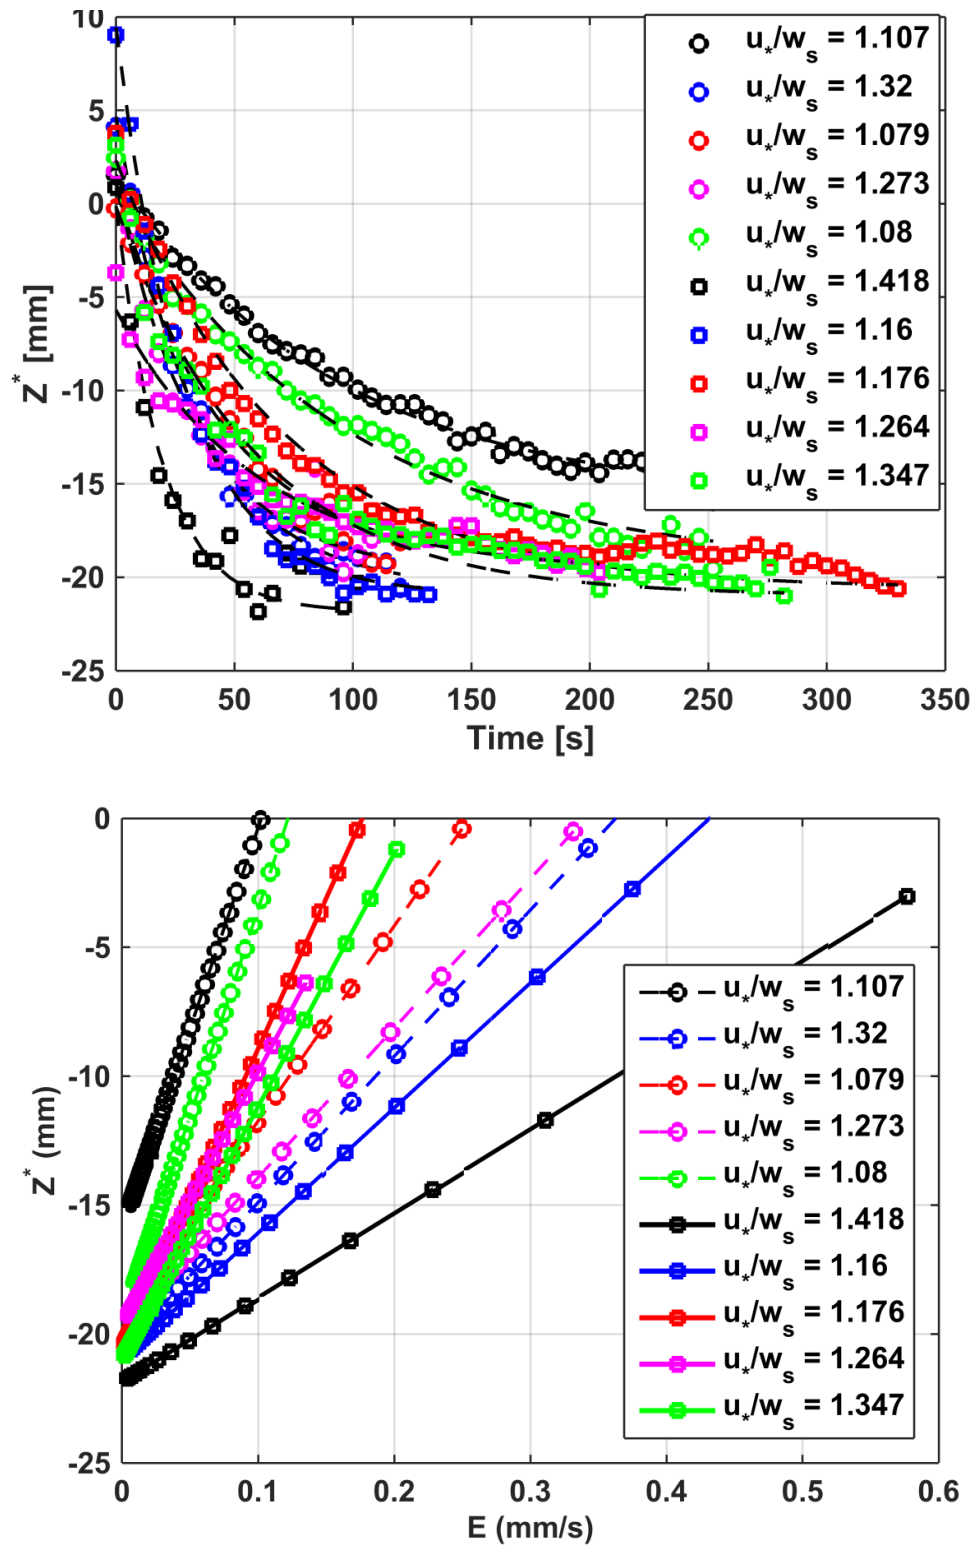 10
5
0
-5
-10
-15
-20
-25
Z* [mm]
0 50 100 150 200 250 300 350
Time [s]
u*/ws = 1.107
u*/ws = 1.32
u*/ws = 1.079
u*/ws = 1.273
u*/ws = 1.08
u*/ws = 1.418
u*/ws = 1.16
u*/ws = 1.176
u*/ws = 1.264
u*/ws = 1.347
0
-5
-10
-15
-20
-25
Z* (mm)
0 0.1 0.2 0.3 0.4 0.5 0.6
E (mm/s)
u*/ws = 1.107
u*/ws = 1.32
u*/ws = 1.079
u*/ws = 1.273
u*/ws = 1.08
u*/ws = 1.418
u*/ws = 1.16
u*/ws = 1.176
u*/ws = 1.264
u*/ws = 1.347